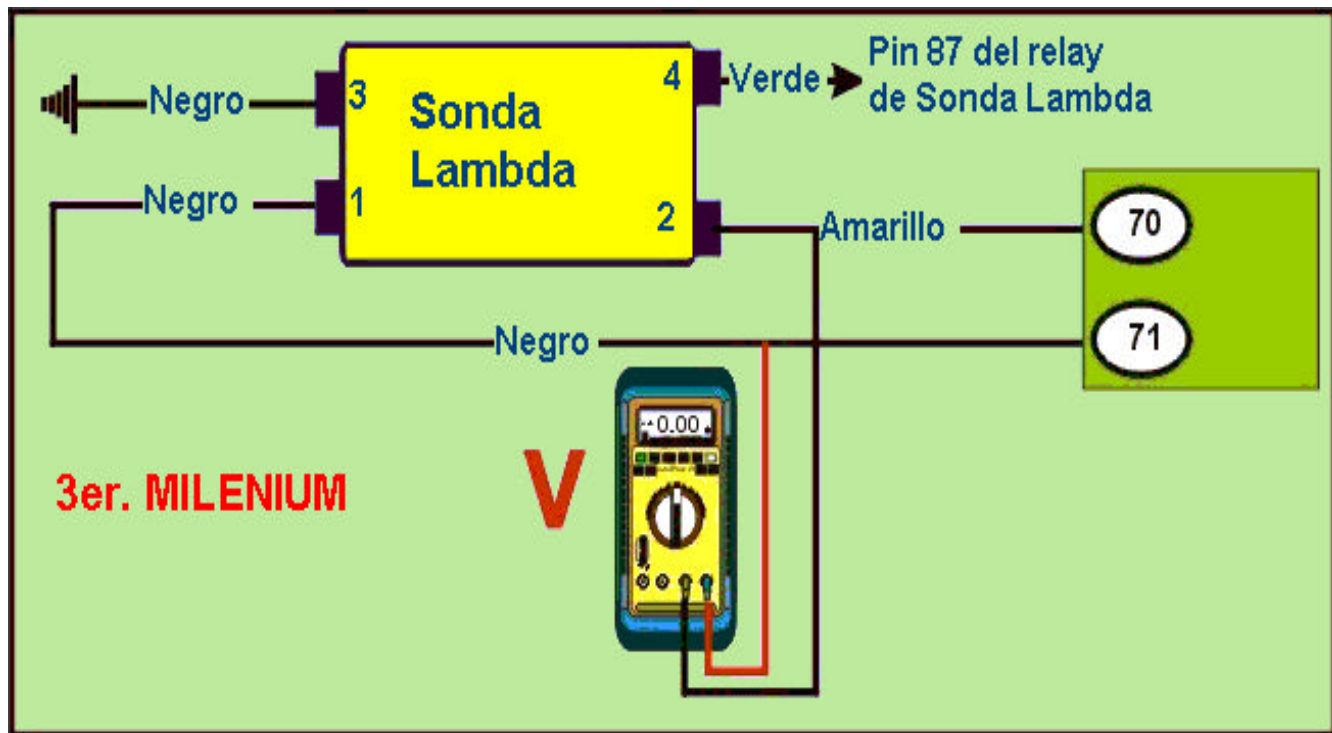 3
Negro
1
Negro
Sonda
Lambda
4
Verde
Pin 87 del relay
de Sonda Lambda
2
Amarillo
70
71
Negro
3er. MILENIUM
V
0.00